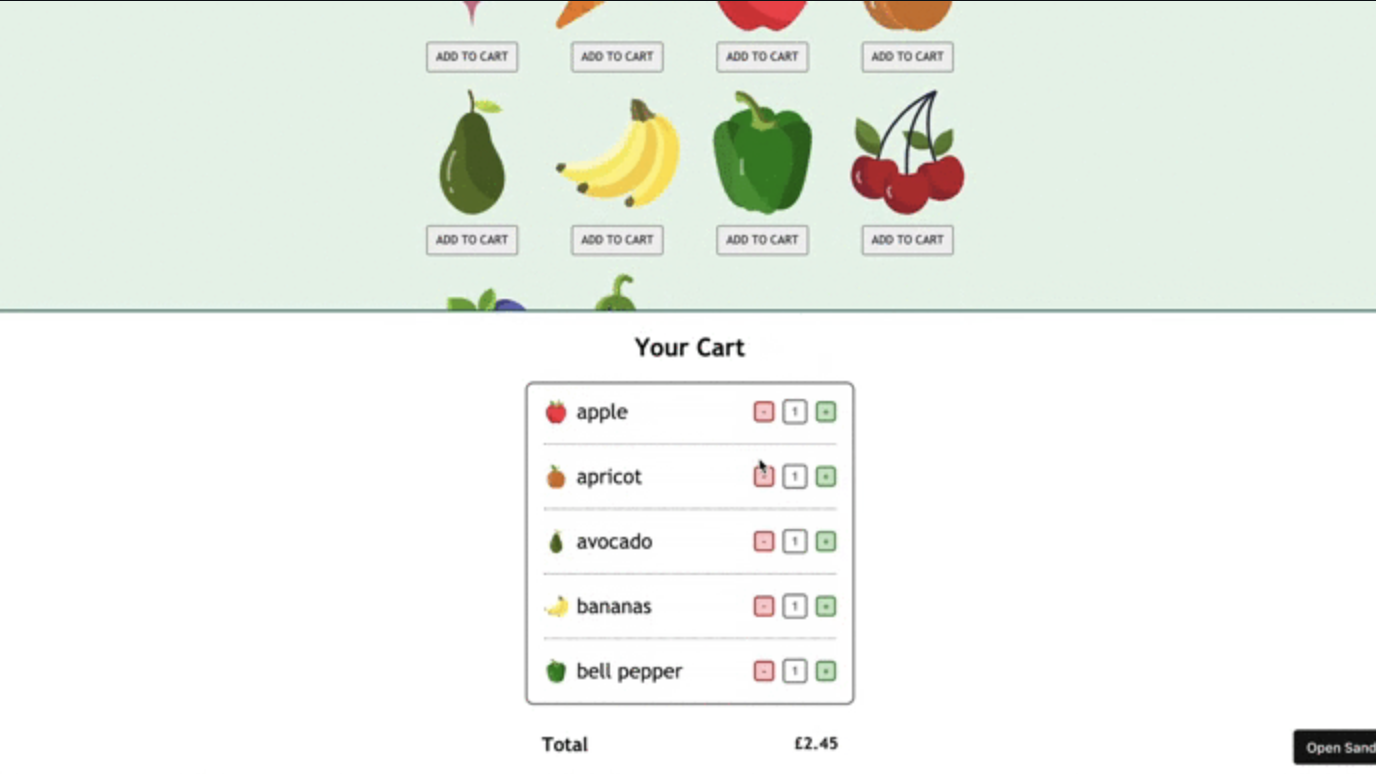 ADD TO CART ADD TO CART ADD TO CART ADD TO CART
ADD TO CART ADD TO CART ADD TO CART ADD TO CART
Your Cart
apple - 1 +
apricot - 1 +
avocado - 1 +
bananas - 1 +
bell pepper - 1 +
Total £2.45
Open Sand